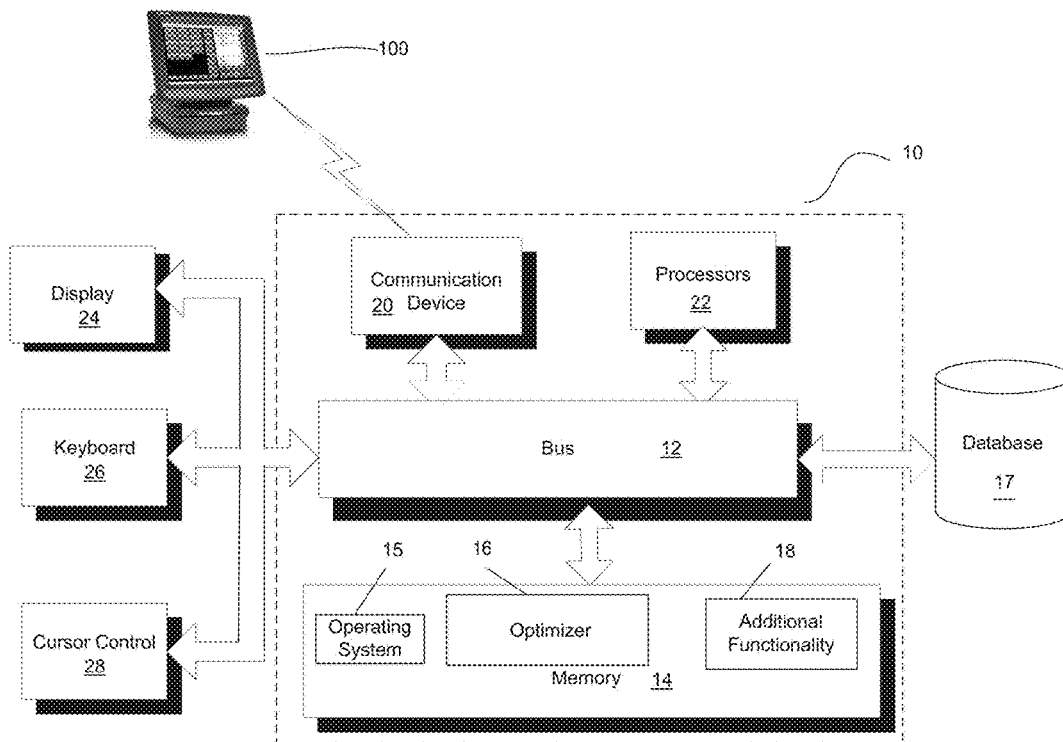 100
10
Display
24
Communication
20 Device
Processors
22
Keyboard
26
Bus 12
Database
17
15
16
18
Cursor Control
28
Operating
System
Optimizer
Additional
Functionality
Memory 14